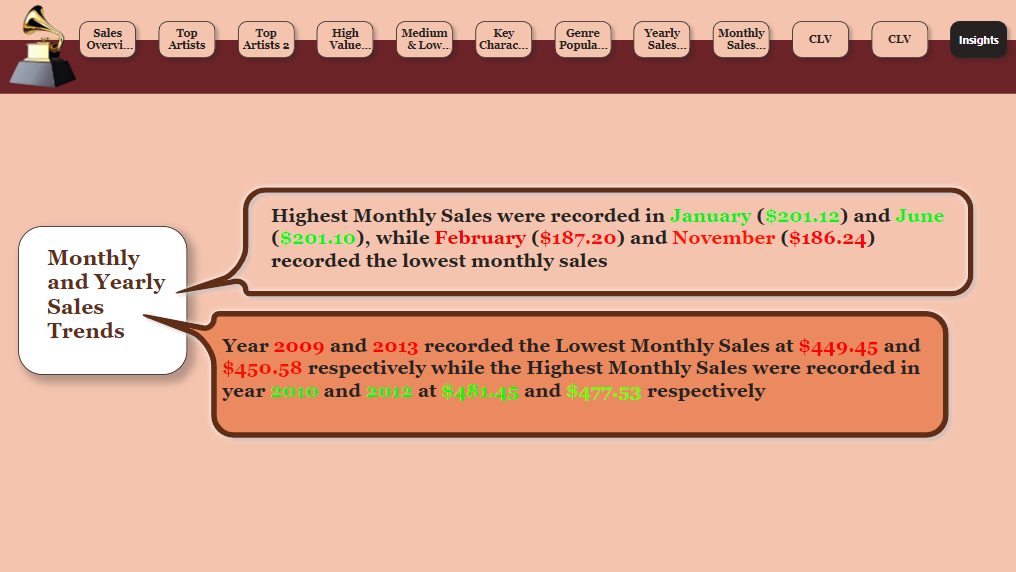 Sales
Overvi...
Top
Artists
Top
Artists 2
High
Value...
Medium
& Low...
Key
Charac...
Genre
Popula...
Yearly
Sales...
Monthly
Sales...
CLV
CLV
Insights
Monthly
and Yearly
Sales
Trends
Highest Monthly Sales were recorded in January ($201.12) and June
($201.10), while February ($187.20) and November ($186.24)
recorded the lowest monthly sales
Year 2009 and 2013 recorded the Lowest Monthly Sales at $449.45 and
$450.58 respectively while the Highest Monthly Sales were recorded in
year 2010 and 2012 at $481.45 and $477.53 respectively